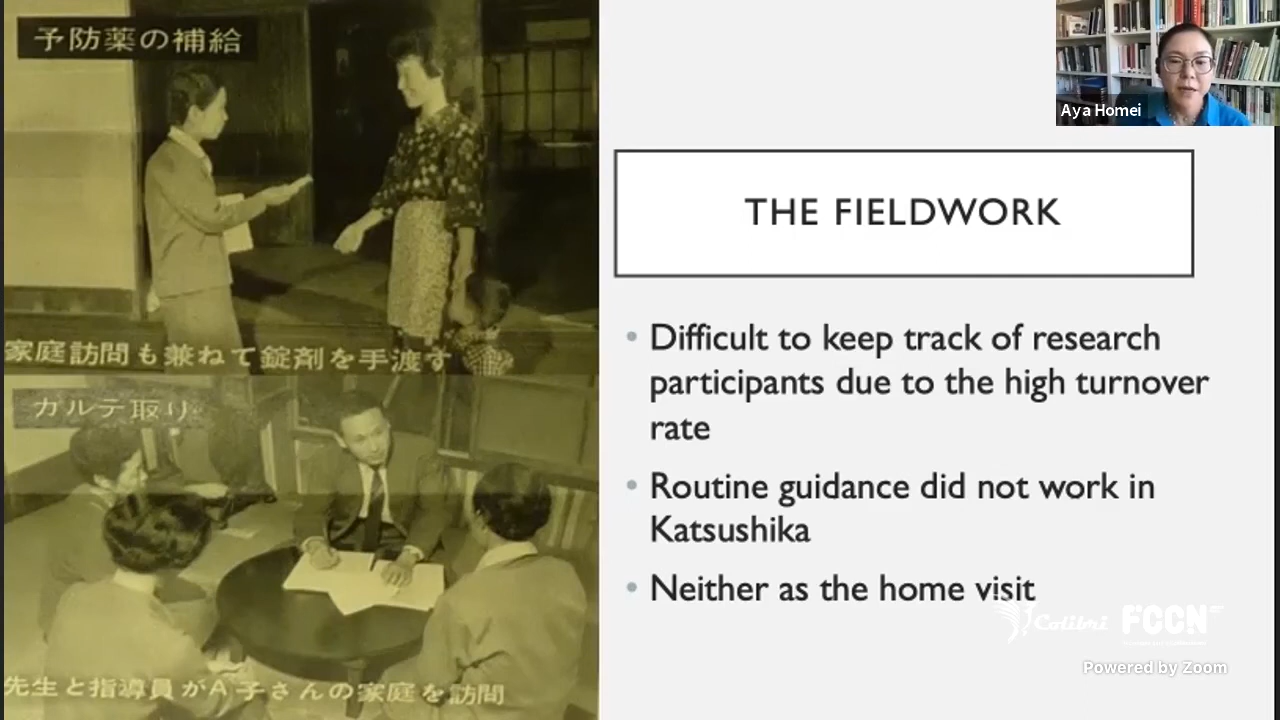 予防薬の補給
家庭訪問も兼ねて錠剤を手渡す
カルテ取り
先生と指導員がA子さんの家庭を訪問
Aya Homei
THE FIELDWORK
• Difficult to keep track of research
participants due to the high turnover
rate
• Routine guidance did not work in
Katsushika
• Neither as the home visit
Colibri FCCN
Powered by Zoom